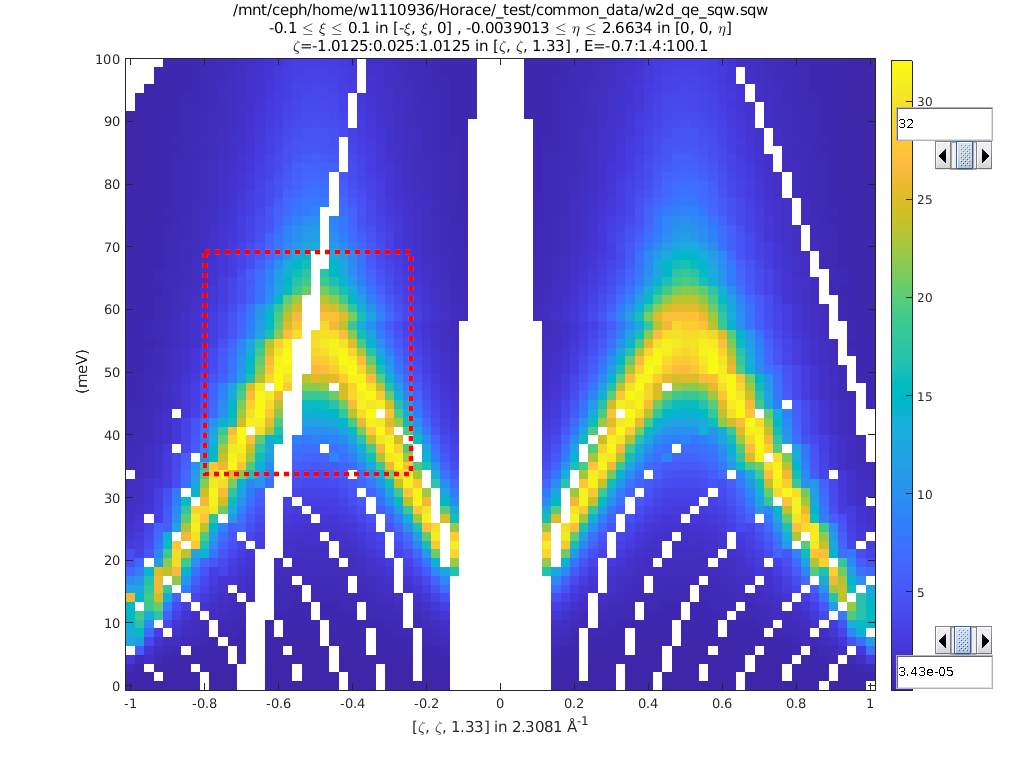 /mnt/ceph/home/w1110936/Horace/_test/common_data/w2d_qe_sqw.sqw
-0.1 ≤ ξ ≤ 0.1 in [-ξ, ξ, 0] , -0.0039013 ≤ η ≤ 2.6634 in [0, 0, η]
ζ=-1.0125:0.025:1.0125 in [ζ, ζ, 1.33] , E=-0.7:1.4:100.1
100
90
80
70
60
50
40
30
20
10
0
(meV)
-1 -0.8 -0.6 -0.4 -0.2 0 0.2 0.4 0.6 0.8 1
[ζ, ζ, 1.33] in 2.3081 Å-1
30
32
25
20
15
10
5
3.43e-05